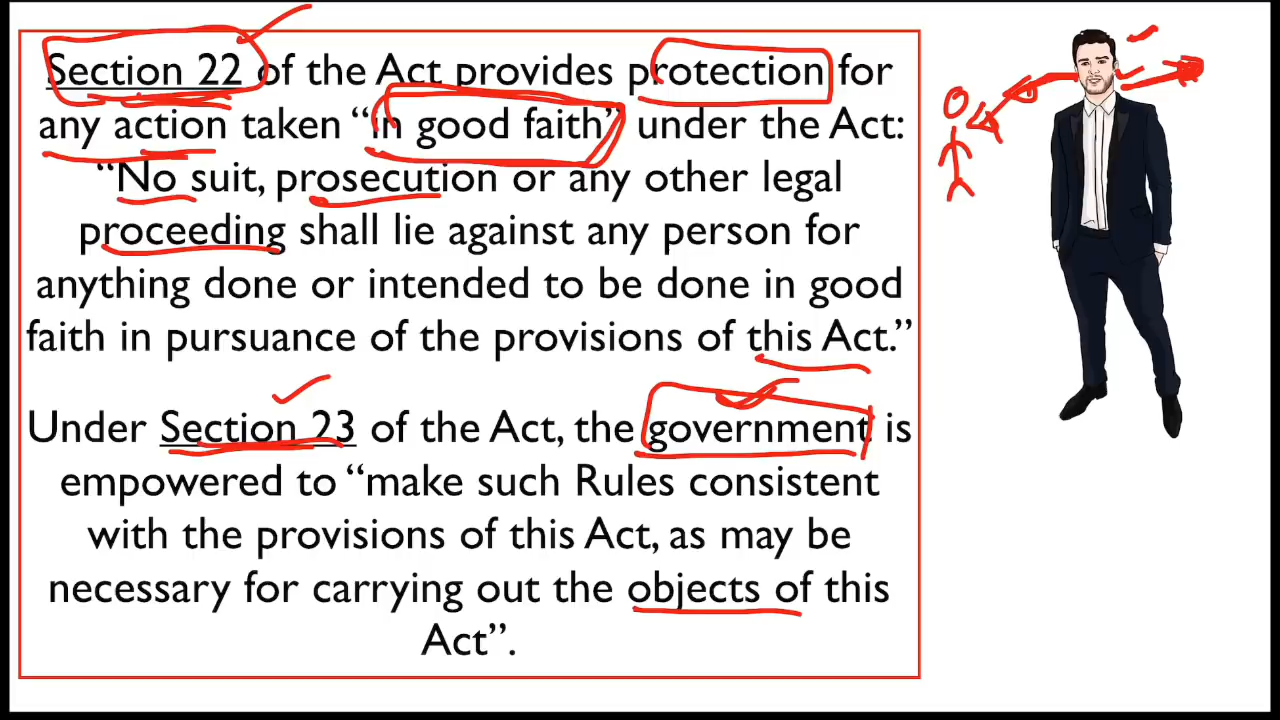 Section 22 of the Act provides protection for
any action taken “in good faith” under the Act:
“No suit, prosecution or any other legal
proceeding shall lie against any person for
anything done or intended to be done in good
faith in pursuance of the provisions of this Act.”
Under Section 23 of the Act, the government is
empowered to “make such Rules consistent
with the provisions of this Act, as may be
necessary for carrying out the objects of this
Act”.